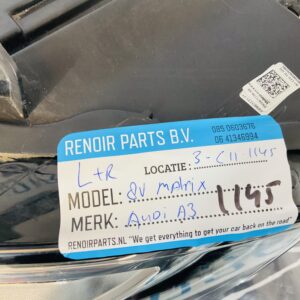 RENOIR PARTS B.V.
085 0603676
06 41346994
L+R
LOCATIE: 3-C11-1145
MODEL: 8V matrix
MERK: AUDI A3
1145
RENOIRPARTS.NL "We get everything to get your car back on the road"